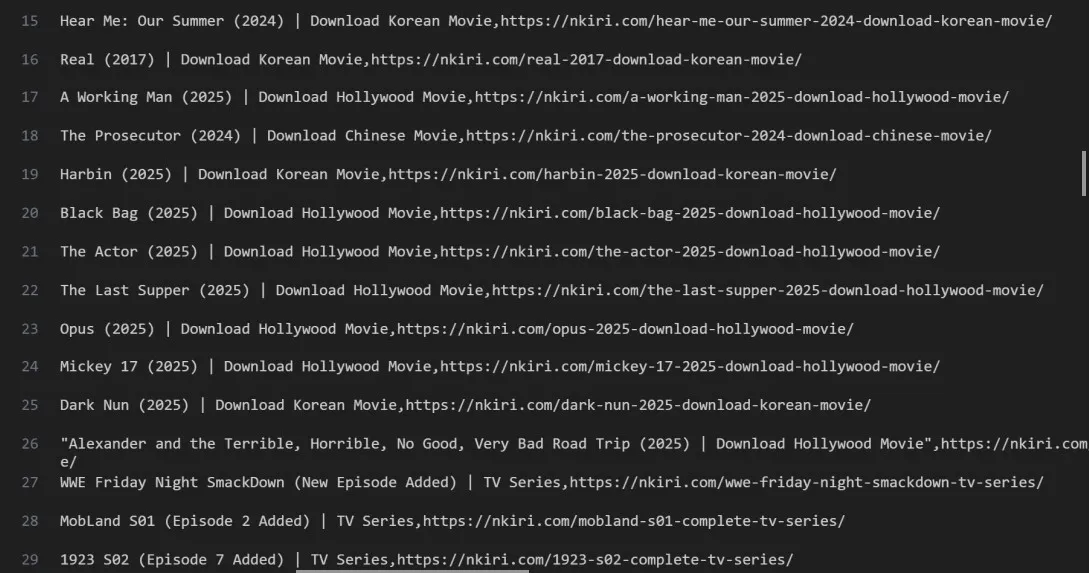 15 Hear Me: Our Summer (2024) | Download Korean Movie,https://nkiri.com/hear-me-our-summer-2024-download-korean-movie/
16 Real (2017) | Download Korean Movie,https://nkiri.com/real-2017-download-korean-movie/
17 A Working Man (2025) | Download Hollywood Movie,https://nkiri.com/a-working-man-2025-download-hollywood-movie/
18 The Prosecutor (2024) | Download Chinese Movie,https://nkiri.com/the-prosecutor-2024-download-chinese-movie/
19 Harbin (2025) | Download Korean Movie,https://nkiri.com/harbin-2025-download-korean-movie/
20 Black Bag (2025) | Download Hollywood Movie,https://nkiri.com/black-bag-2025-download-hollywood-movie/
21 The Actor (2025) | Download Hollywood Movie,https://nkiri.com/the-actor-2025-download-hollywood-movie/
22 The Last Supper (2025) | Download Hollywood Movie,https://nkiri.com/the-last-supper-2025-download-hollywood-movie/
23 Opus (2025) | Download Hollywood Movie,https://nkiri.com/opus-2025-download-hollywood-movie/
24 Mickey 17 (2025) | Download Hollywood Movie,https://nkiri.com/mickey-17-2025-download-hollywood-movie/
25 Dark Nun (2025) | Download Korean Movie,https://nkiri.com/dark-nun-2025-download-korean-movie/
26 "Alexander and the Terrible, Horrible, No Good, Very Bad Road Trip (2025) | Download Hollywood Movie",https://nkiri.com
e/
27 WWE Friday Night SmackDown (New Episode Added) | TV Series,https://nkiri.com/wwe-friday-night-smackdown-tv-series/
28 MobLand S01 (Episode 2 Added) | TV Series,https://nkiri.com/mobland-s01-complete-tv-series/
29 1923 S02 (Episode 7 Added) | TV Series,https://nkiri.com/1923-s02-complete-tv-series/